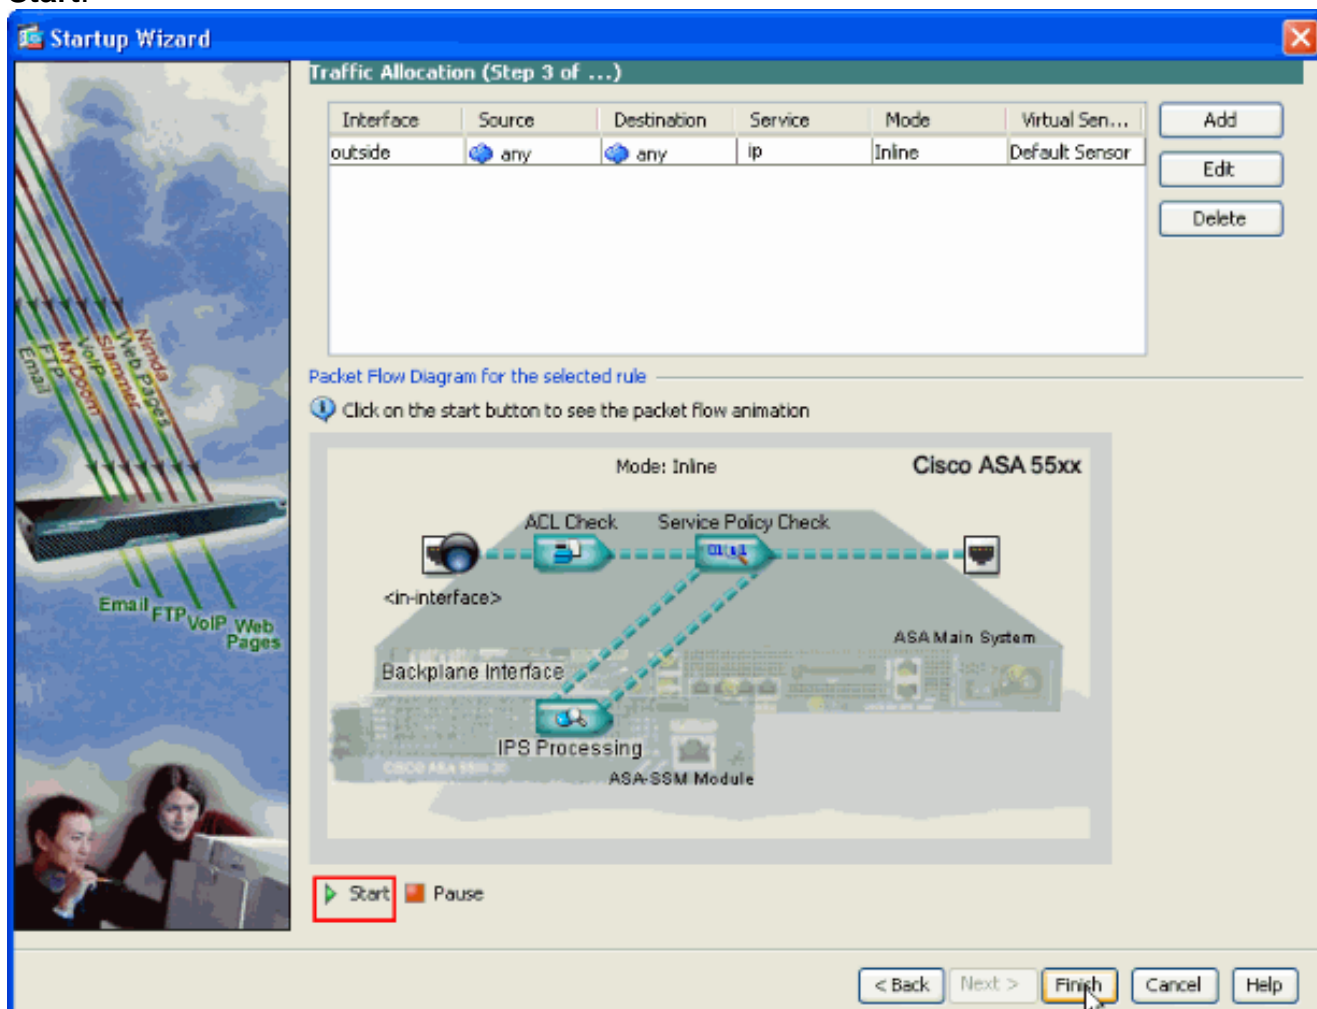 Start.
Startup Wizard
Traffic Allocation (Step 3 of ...)
Interface Source Destination Service Mode Virtual Sen...
outside any any ip Inline Default Sensor
Add
Edit
Delete
Packet Flow Diagram for the selected rule
Click on the start button to see the packet flow animation
Mode: Inline
Cisco ASA 55xx
ACL Check
Service Policy Check
<in-interface>
ASA Main System
Backplane Interface
IPS Processing
ASA-SSM Module
Start
Pause
Nimda
Web Pages
Slammer
VoIP
MyDoom
FTP
Email
Email
FTP
VoIP
Web
Pages
< Back
Next >
Finish
Cancel
Help